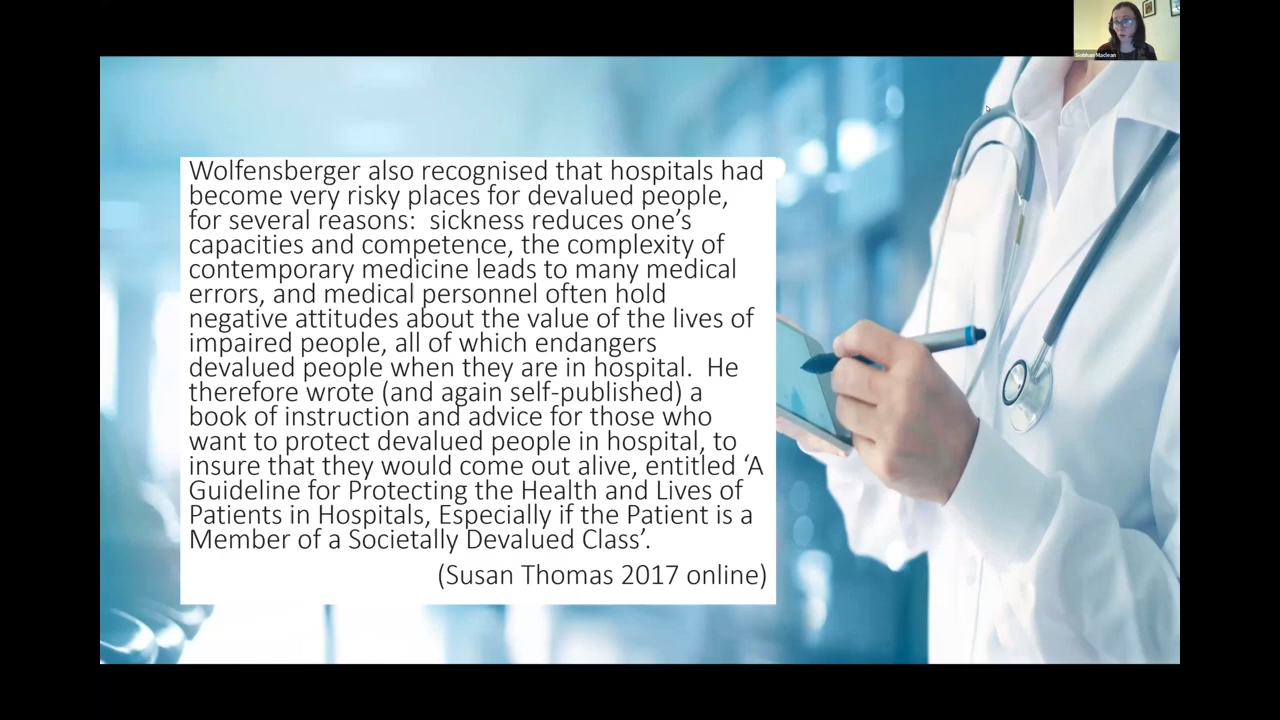 Siobhan Maclean
Wolfensberger also recognised that hospitals had
become very risky places for devalued people,
for several reasons:  sickness reduces one’s
capacities and competence, the complexity of
contemporary medicine leads to many medical
errors, and medical personnel often hold
negative attitudes about the value of the lives of
impaired people, all of which endangers
devalued people when they are in hospital.  He
therefore wrote (and again self-published) a
book of instruction and advice for those who
want to protect devalued people in hospital, to
insure that they would come out alive, entitled ‘A
Guideline for Protecting the Health and Lives of
Patients in Hospitals, Especially if the Patient is a
Member of a Societally Devalued Class’.
(Susan Thomas 2017 online)